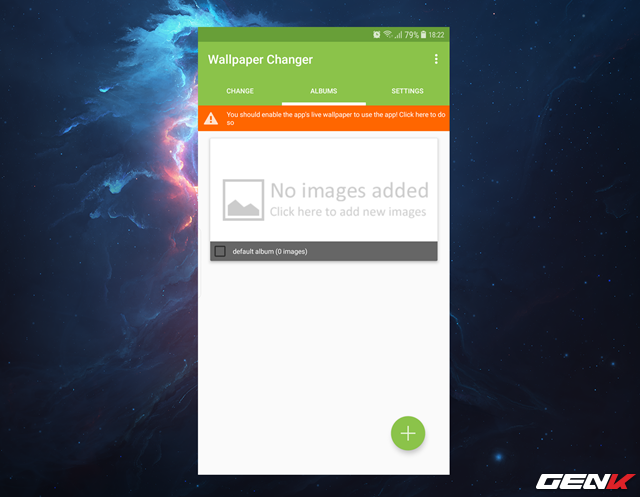 79% 18:22
Wallpaper Changer
CHANGE ALBUMS SETTINGS
You should enable the app's live wallpaper to use the app! Click here to do
so
No images added
Click here to add new images
default album (0 images)
GENK